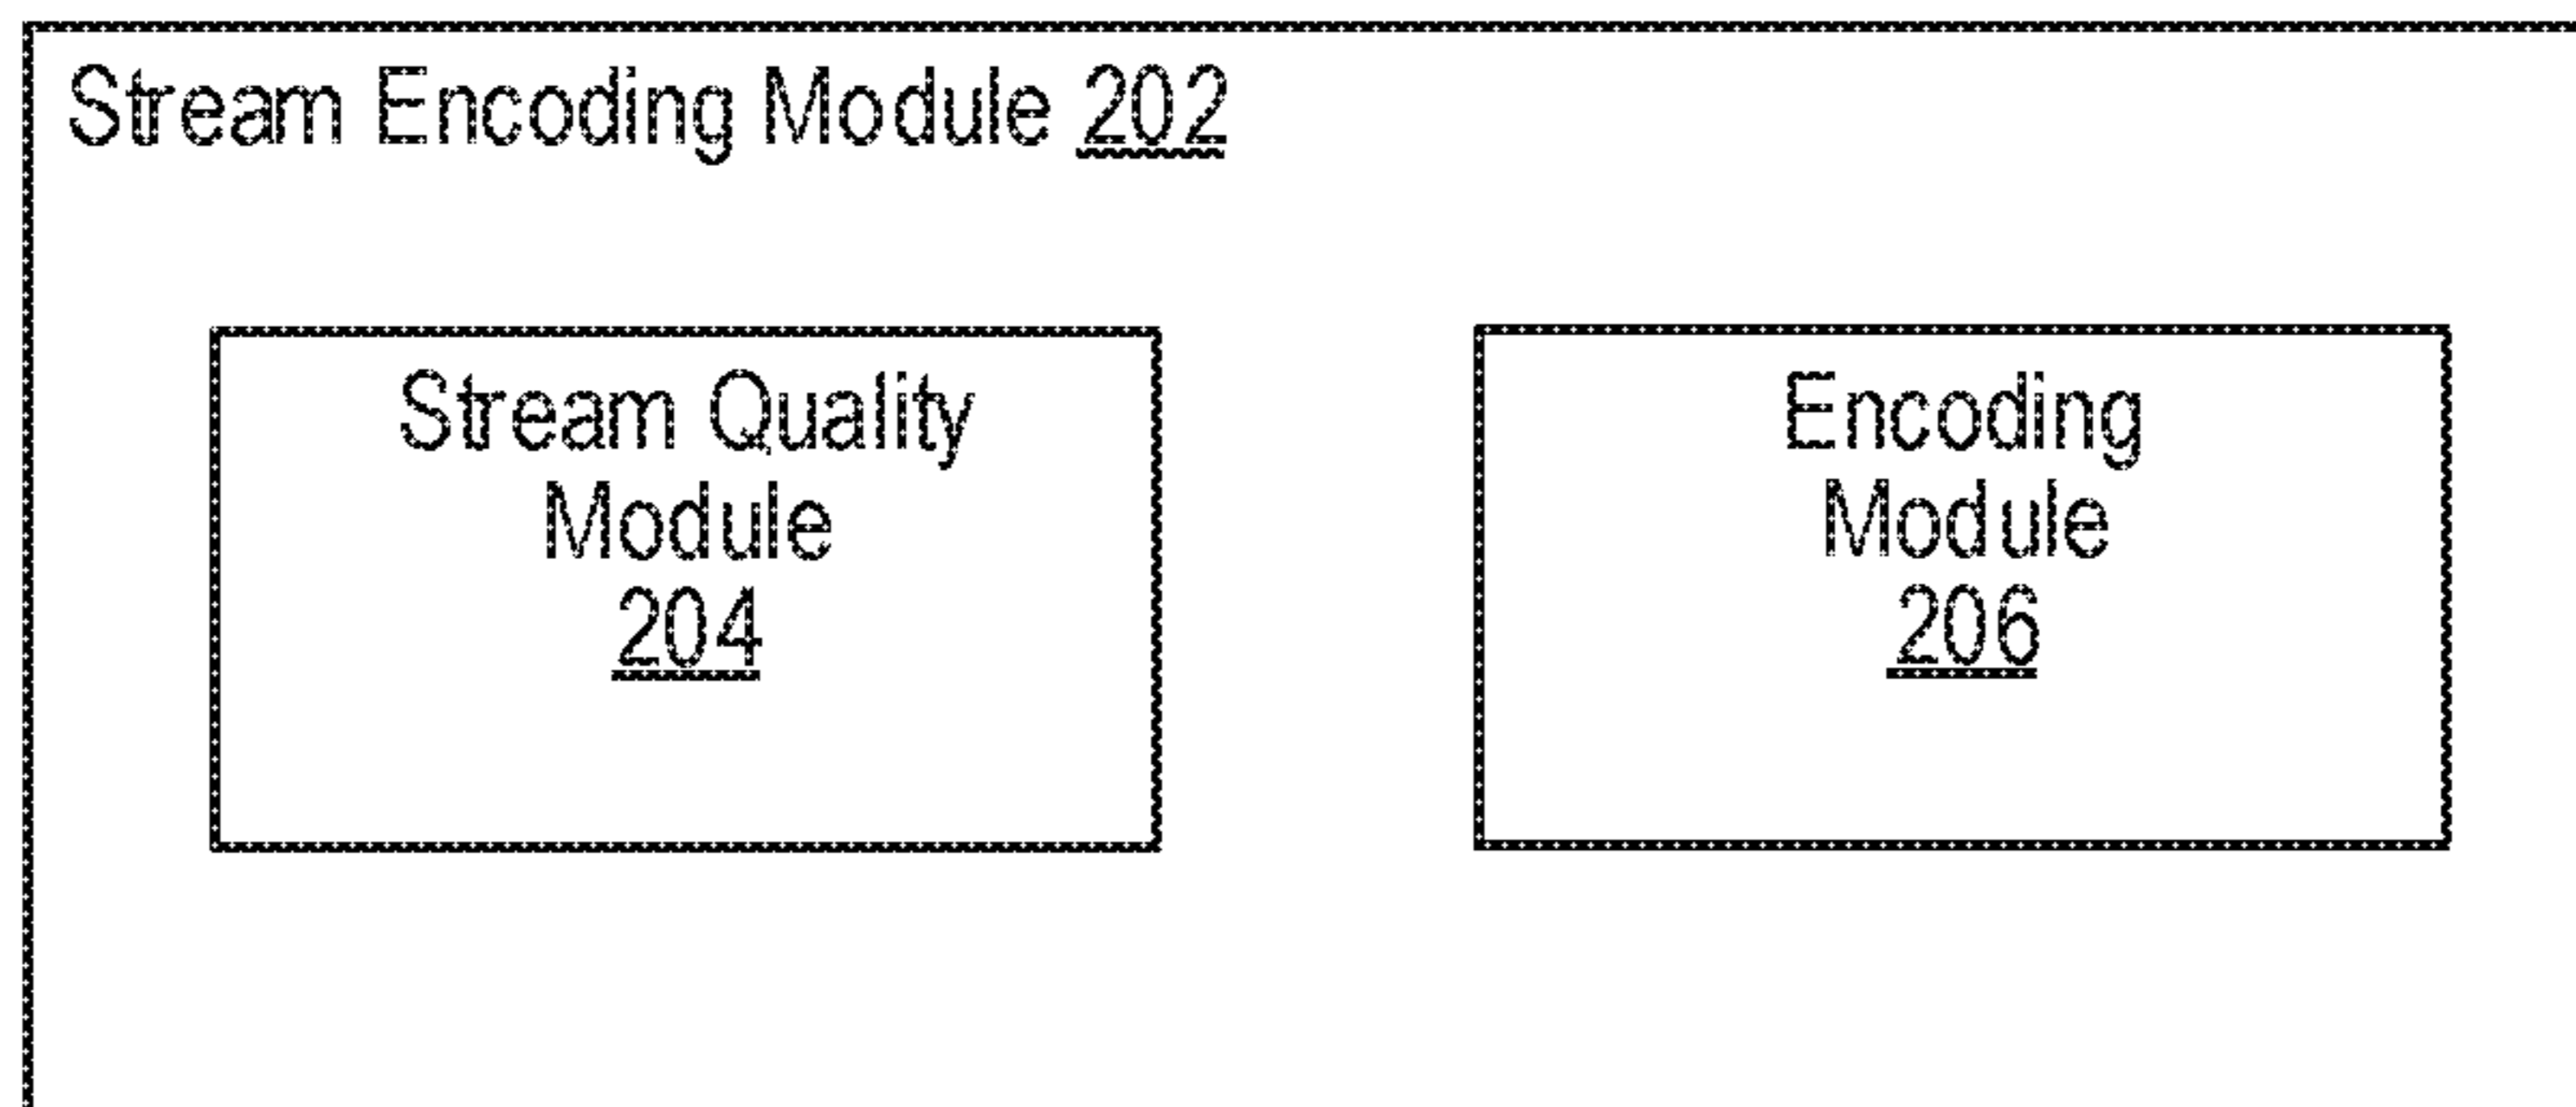 Stream Encoding Module 202
Stream Quality
Module
204
Encoding
Module
206